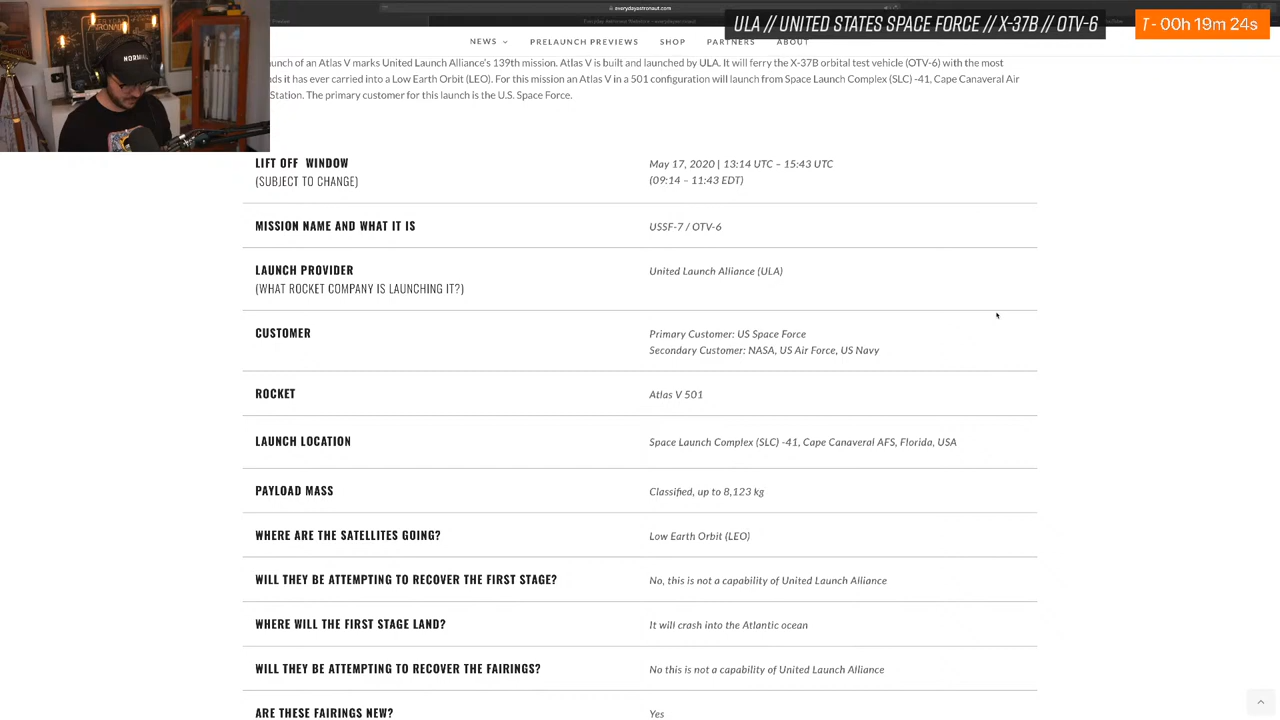 everydayastronaut.com
Everyday Astronaut
ULA // UNITED STATES SPACE FORCE // X-37B // OTV-6
T- 00h 19m 24s
NORMAL
NEWS
PRELAUNCH PREVIEWS
SHOP
PARTNERS
ABOUT
unch of an Atlas V marks United Launch Alliance's 139th mission. Atlas V is built and launched by ULA. It will ferry the X-37B orbital test vehicle (OTV-6) with the most
ds it has ever carried into a Low Earth Orbit (LEO). For this mission an Atlas V in a 501 configuration will launch from Space Launch Complex (SLC) -41, Cape Canaveral Air
Station. The primary customer for this launch is the U.S. Space Force.
LIFT OFF WINDOW
(SUBJECT TO CHANGE)
May 17, 2020 | 13:14 UTC – 15:43 UTC
(09:14 – 11:43 EDT)
MISSION NAME AND WHAT IT IS
USSF-7 / OTV-6
LAUNCH PROVIDER
(WHAT ROCKET COMPANY IS LAUNCHING IT?)
United Launch Alliance (ULA)
CUSTOMER
Primary Customer: US Space Force
Secondary Customer: NASA, US Air Force, US Navy
ROCKET
Atlas V 501
LAUNCH LOCATION
Space Launch Complex (SLC) -41, Cape Canaveral AFS, Florida, USA
PAYLOAD MASS
Classified, up to 8,123 kg
WHERE ARE THE SATELLITES GOING?
Low Earth Orbit (LEO)
WILL THEY BE ATTEMPTING TO RECOVER THE FIRST STAGE?
No, this is not a capability of United Launch Alliance
WHERE WILL THE FIRST STAGE LAND?
It will crash into the Atlantic ocean
WILL THEY BE ATTEMPTING TO RECOVER THE FAIRINGS?
No this is not a capability of United Launch Alliance
ARE THESE FAIRINGS NEW?
Yes